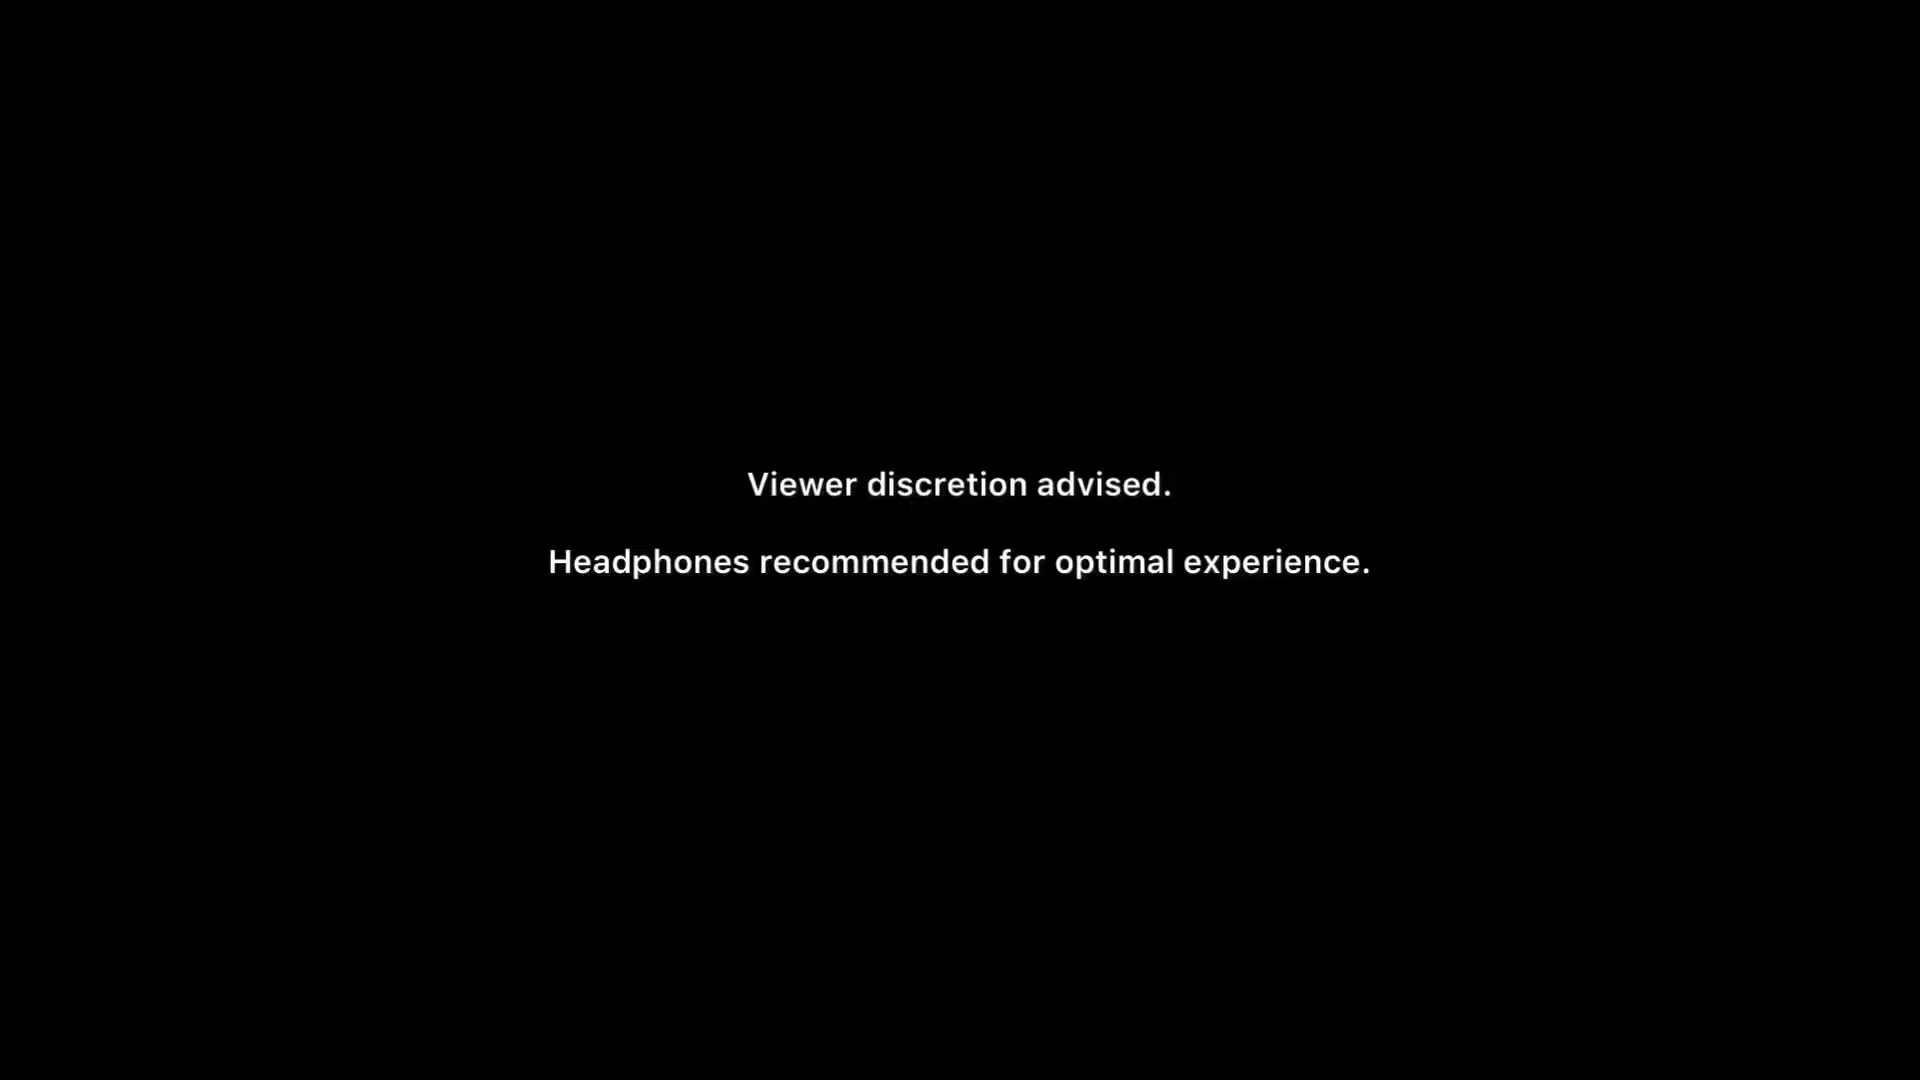 Viewer discretion advised.
Headphones recommended for optimal experience.